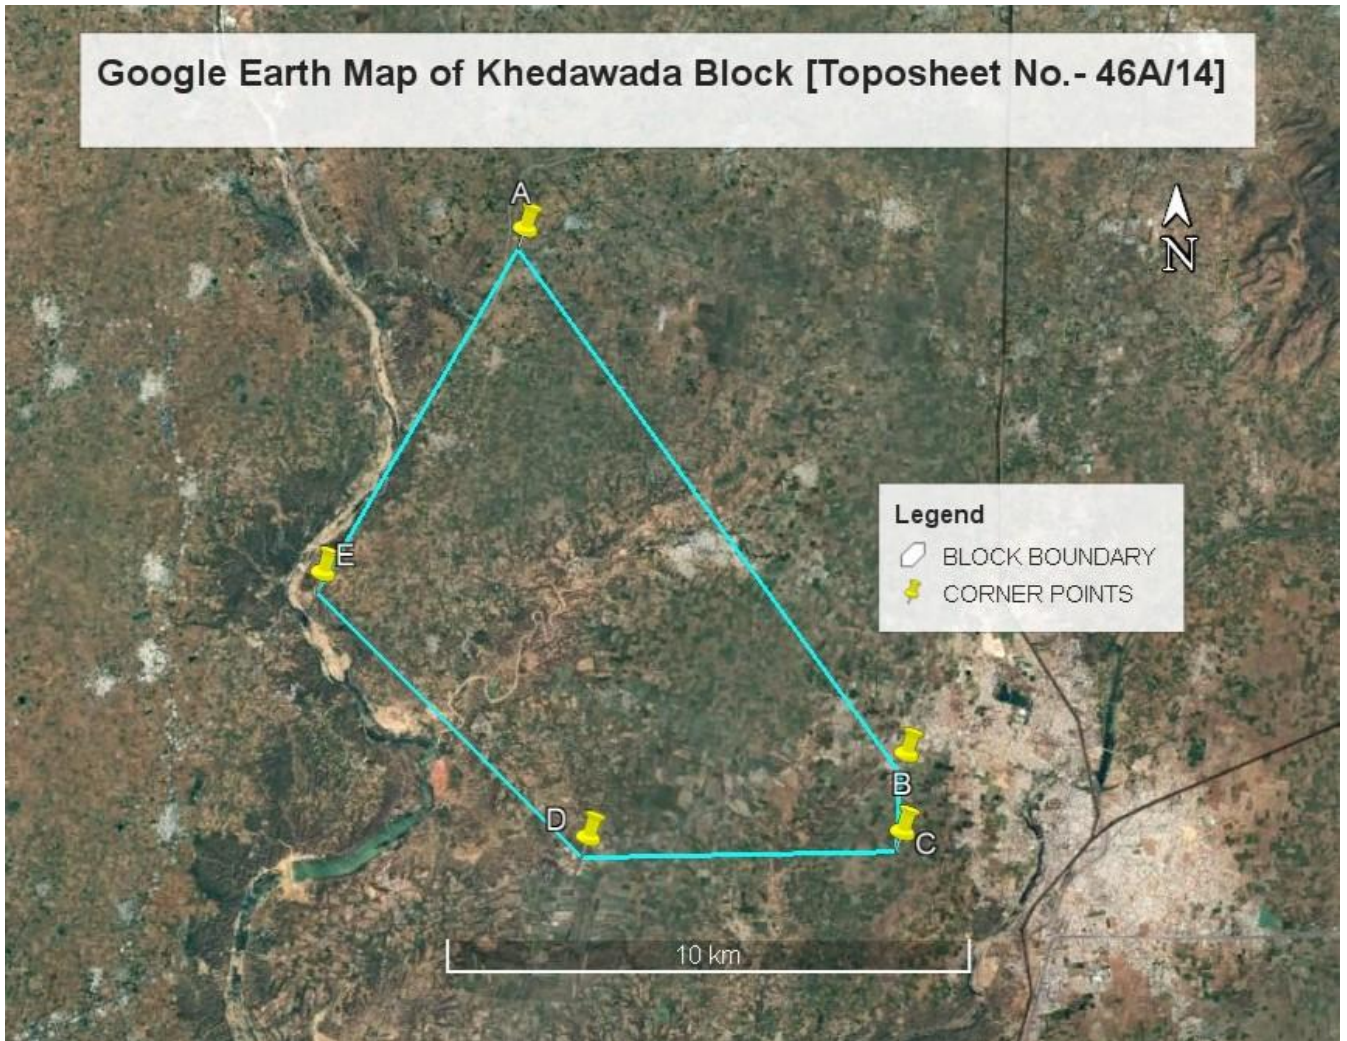 Google Earth Map of Khedawada Block [Toposheet No.- 46A/14]
A
N
Legend
BLOCK BOUNDARY
CORNER POINTS
E
B
D
C
10 km